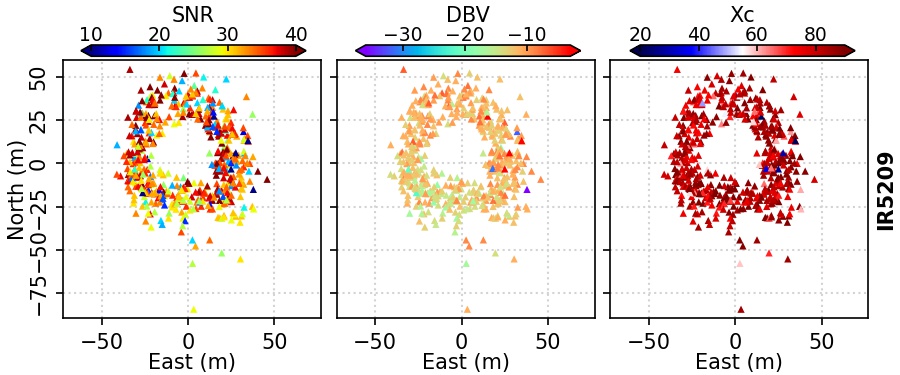 SNR DBV Xc
10 20 30 40 −30 −20 −10 20 40 60 80
50
25
0
−25
−50
−75
North (m)
−50 0 50 −50 0 50 −50 0 50
East (m) East (m) East (m)
IR5209